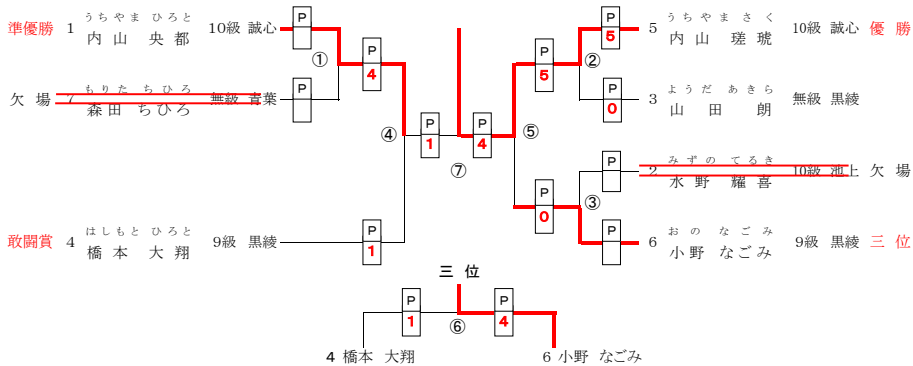 うちやま ひろと
準優勝 1 内山 央都 10級 誠心
P
①
P
4
もりた ちひろ
欠場 7 森田 ちひろ 無級 青葉
P
④
P
1
⑦
はしもと ひろと
敢闘賞 4 橋本 大翔 9級 黒綾
P
1
うちやま さく
P
5
5 内山 瑳琥 10級 誠心 優勝
P
5
②
ようだ あきら
P
0
3 山田 朗 無級 黒綾
P
4
⑤
みずの てるき
P
2 水野 耀喜 10級 池上 欠場
P
0
③
おの なごみ
P
6 小野 なごみ 9級 黒綾 三位
三位
P
1
⑥
P
4
4 橋本 大翔
6 小野 なごみ